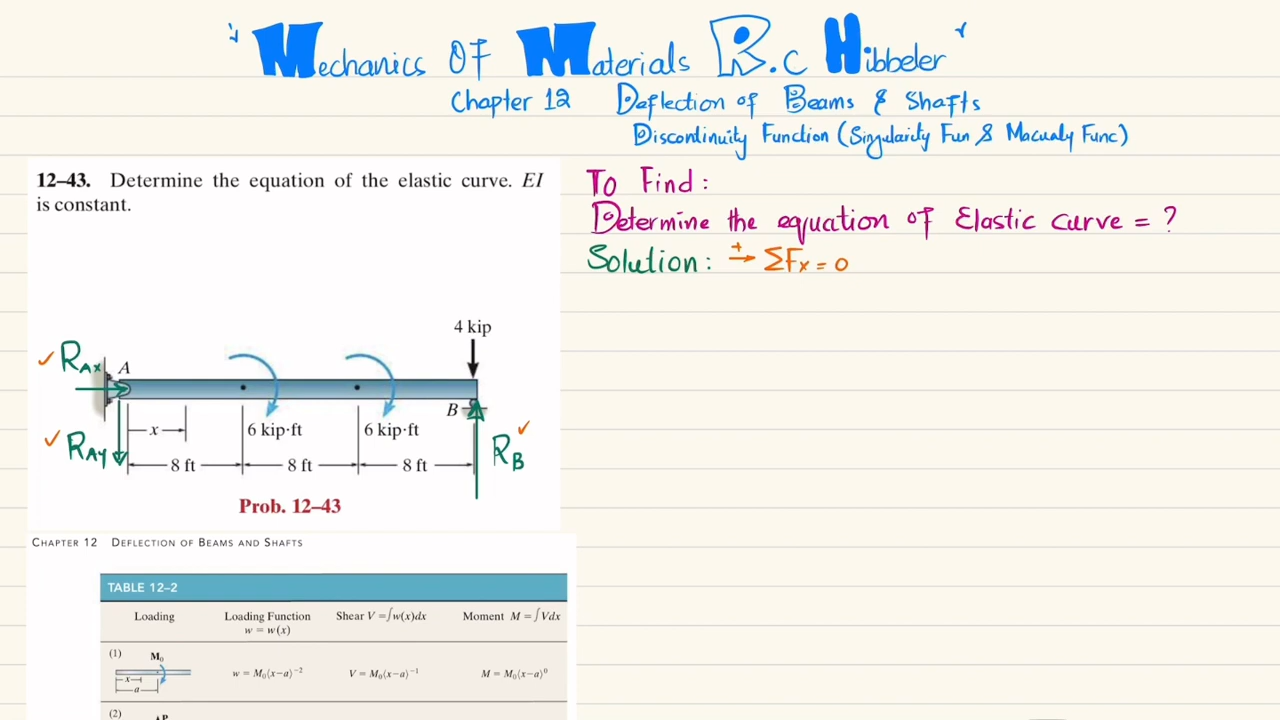 " Mechanics Of Materials R.c Hibbeler "
Chapter 12 Deflection of Beams & Shafts
Discontinuity Function (Singularity Fun & Macualy Func)
12–43. Determine the equation of the elastic curve. EI
is constant.
To Find :
Determine the equation of Elastic curve = ?
Solution : + → ΣFx = 0
4 kip
✓ RAx A
B
x 6 kip·ft 6 kip·ft
✓ RAy RB ✓
8 ft 8 ft 8 ft
Prob. 12–43
CHAPTER 12 DEFLECTION OF BEAMS AND SHAFTS
TABLE 12–2
Loading Loading Function w = w(x) Shear V = ∫w(x)dx Moment M = ∫Vdx
(1) M₀
w = M₀⟨x−a⟩⁻² V = M₀⟨x−a⟩⁻¹ M = M₀⟨x−a⟩⁰
x
a
(2) P